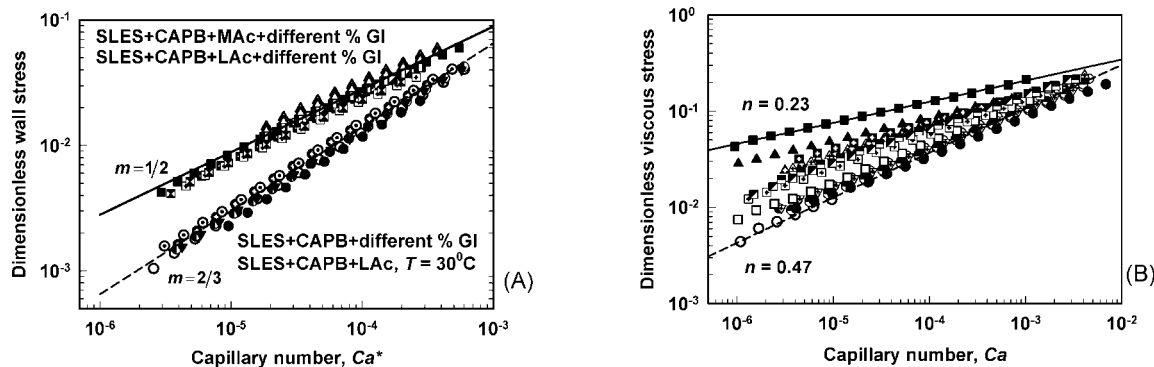 Dimensionless wall stress
10⁻¹
10⁻²
10⁻³
SLES+CAPB+MAc+different % Gl
SLES+CAPB+LAc+different % Gl
m=1/2
SLES+CAPB+different % Gl
SLES+CAPB+LAc, T = 30⁰C
m=2/3
10⁻⁶ 10⁻⁵ 10⁻⁴ 10⁻³
Capillary number, Ca*
(A)
Dimensionless viscous stress
10⁰
10⁻¹
10⁻²
10⁻³
n = 0.23
n = 0.47
10⁻⁶ 10⁻⁵ 10⁻⁴ 10⁻³ 10⁻²
Capillary number, Ca
(B)